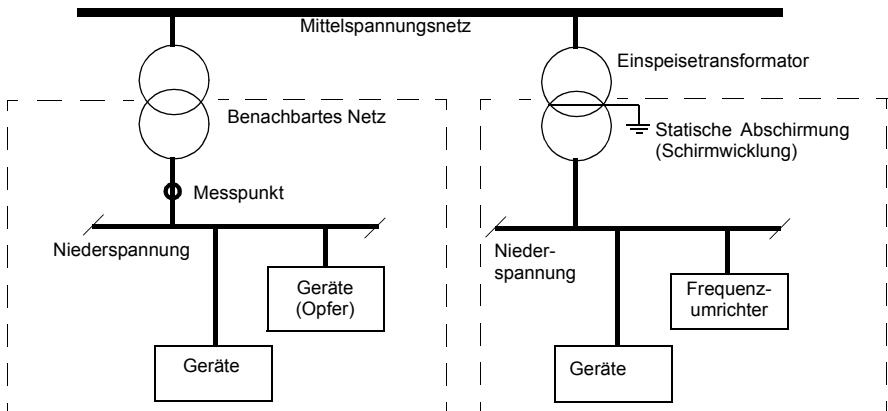 Mittelspannungsnetz
Einspeisetransformator
Benachbartes Netz
Statische Abschirmung
(Schirmwicklung)
Messpunkt
Niederspannung
Nieder-
spannung
Geräte
(Opfer)
Frequenz-
umrichter
Geräte
Geräte